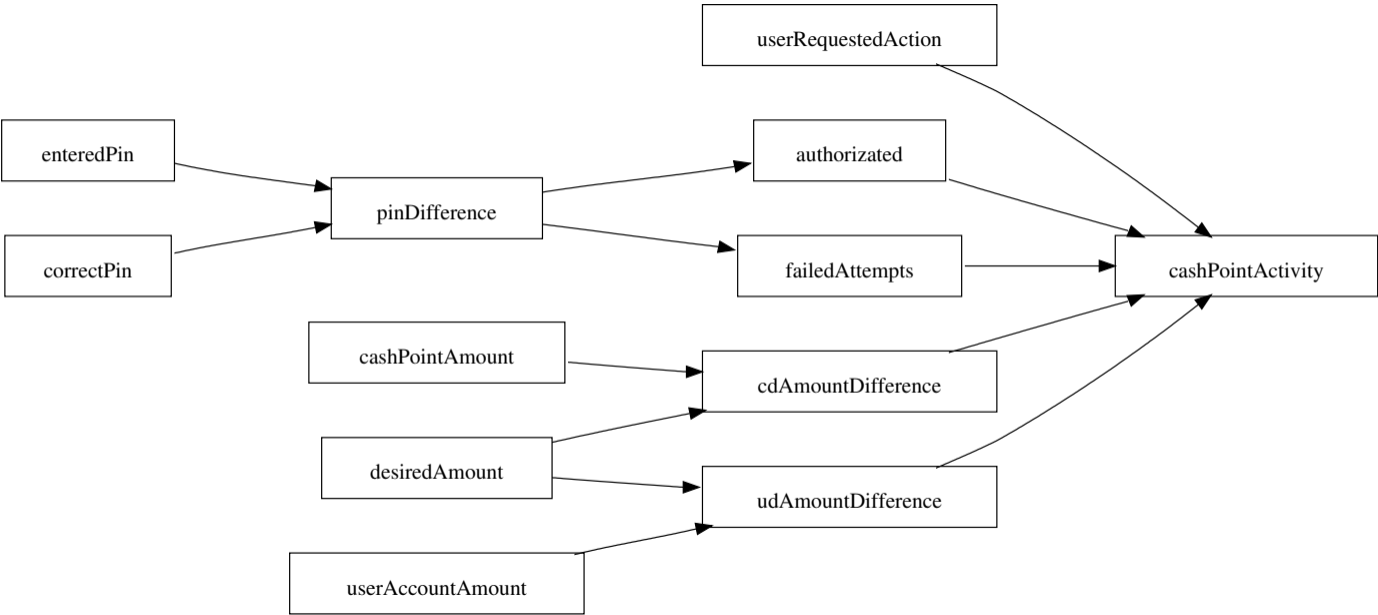 userRequestedAction
enteredPin
authorizated
pinDifference
correctPin
failedAttempts
cashPointActivity
cashPointAmount
cdAmountDifference
desiredAmount
udAmountDifference
userAccountAmount